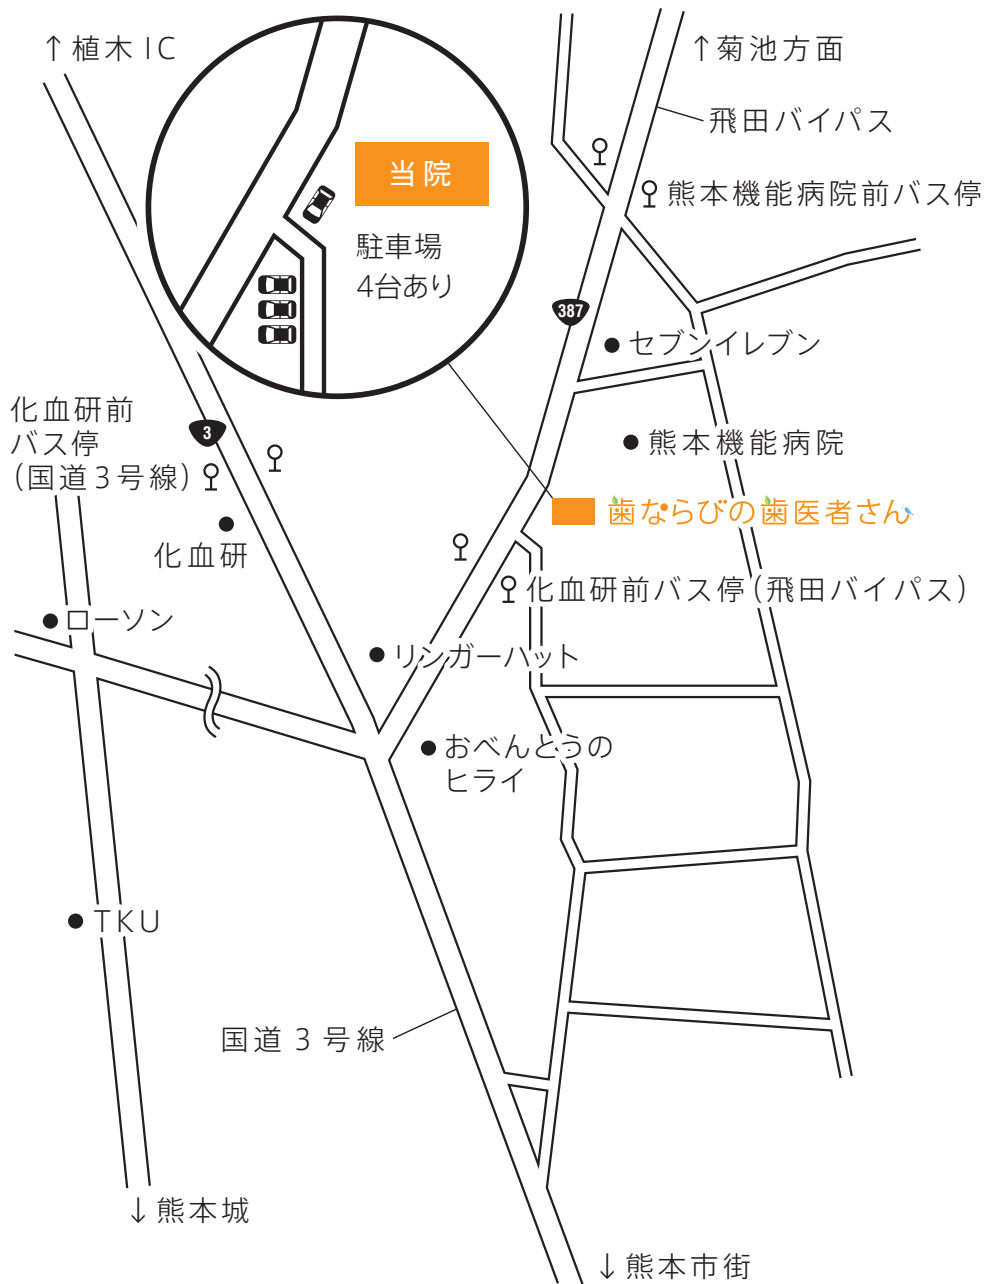 ↑植木IC
↑菊池方面
飛田バイパス
当院
駐車場
4台あり
熊本機能病院前バス停
387
セブンイレブン
化血研前
バス停
(国道3号線)
3
熊本機能病院
歯ならびの歯医者さん
化血研
化血研前バス停(飛田バイパス)
ローソン
リンガーハット
おべんとうの
ヒライ
TKU
国道3号線
↓熊本城
↓熊本市街